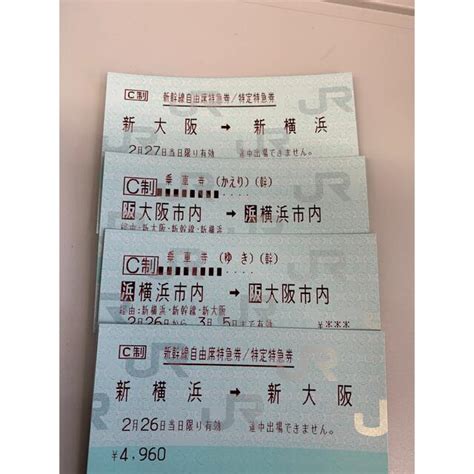 C制 新幹線自由席特急券/特定特急券
新大阪 → 新横浜
2月27日当日限り有効 途中出場できません。
C制 乗車券 (かえり) (幹)
阪 大阪市内 → 浜 横浜市内
経由:新大阪・新幹線・新横浜
C制 乗車券 (ゆき) (幹)
浜 横浜市内 → 阪 大阪市内
経由:新横浜・新幹線・新大阪
2月26日から 3月 5日まで有効 ¥***
C制 新幹線自由席特急券/特定特急券
新横浜 → 新大阪
2月26日当日限り有効 途中出場できません。
¥4,960